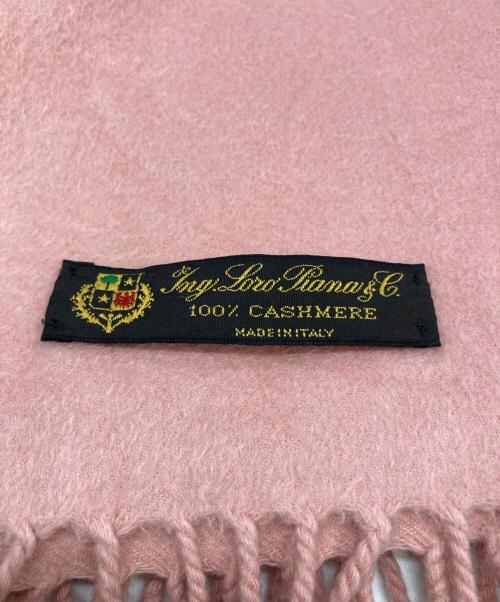 Ing. Loro Piana & C.
100% CASHMERE
MADE IN ITALY